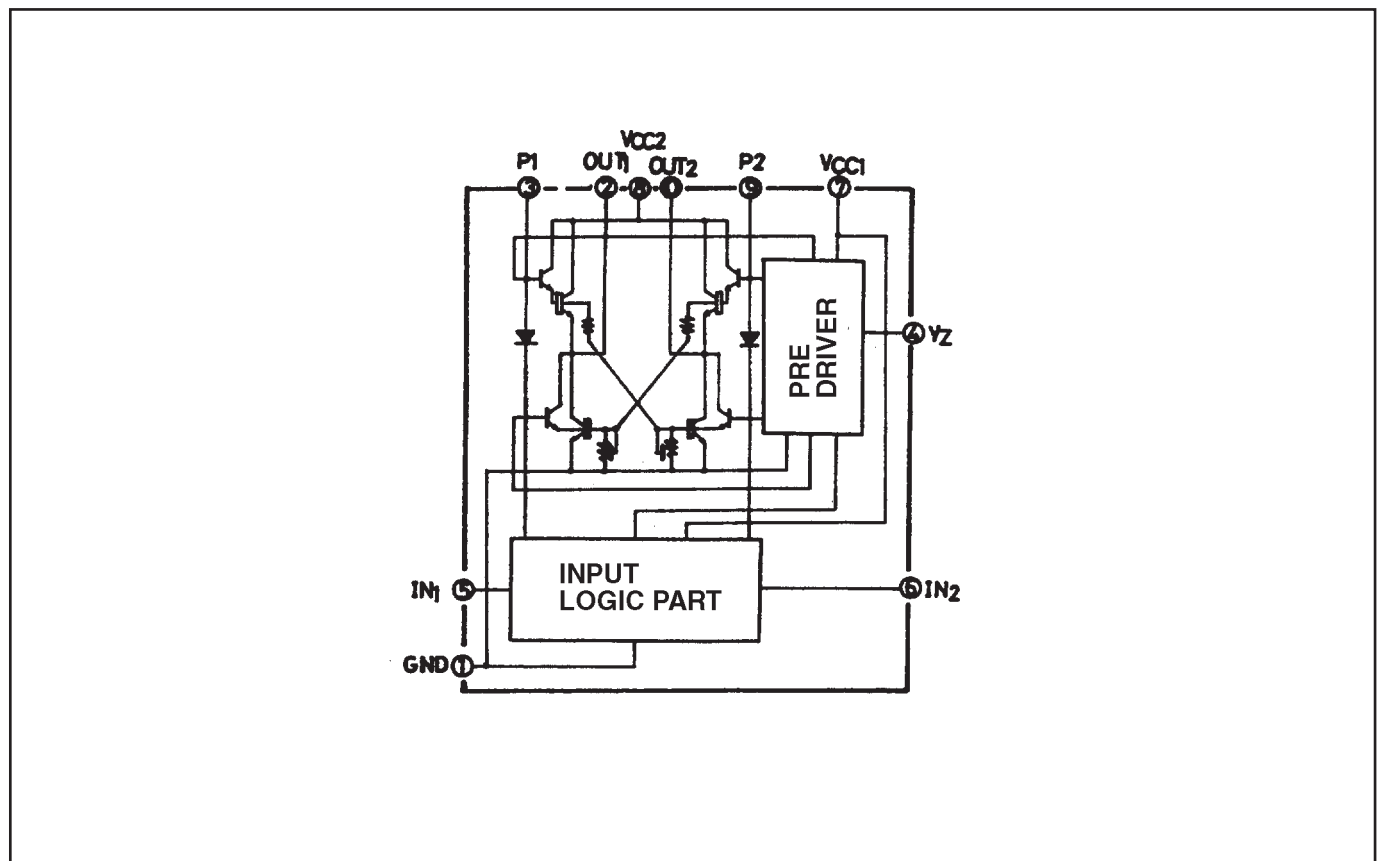 VCC2
P1 OUT1 OUT2 P2 VCC1
3 2 8 10 9 7
PRE
DRIVER
4 VZ
INPUT
LOGIC PART
IN1 5
6 IN2
GND 1